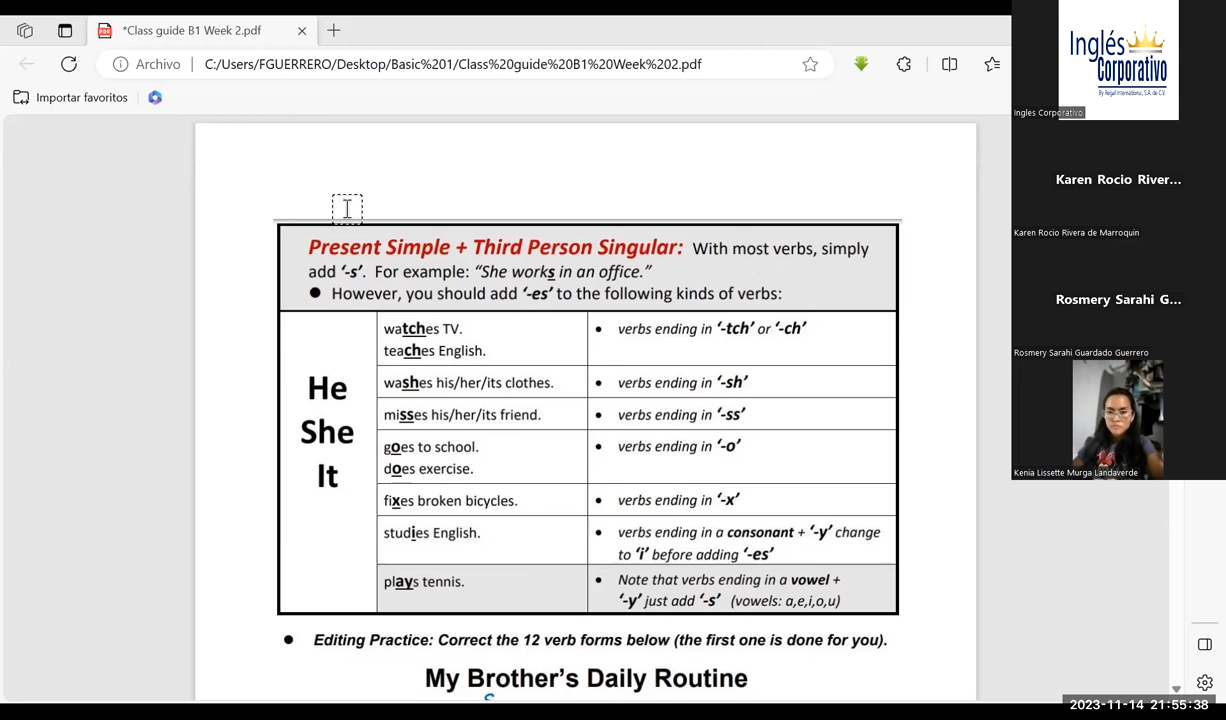 *Class guide B1 Week 2.pdf
Archivo
C:/Users/FGUERRERO/Desktop/Basic%201/Class%20guide%20B1%20Week%202.pdf
Importar favoritos
Present Simple + Third Person Singular: With most verbs, simply
add ‘-s’. For example: “She works in an office.”
● However, you should add ‘-es’ to the following kinds of verbs:
He
She
It
watches TV.
teaches English.
• verbs ending in ‘-tch’ or ‘-ch’
washes his/her/its clothes.
• verbs ending in ‘-sh’
misses his/her/its friend.
• verbs ending in ‘-ss’
goes to school.
does exercise.
• verbs ending in ‘-o’
fixes broken bicycles.
• verbs ending in ‘-x’
studies English.
• verbs ending in a consonant + ‘-y’ change
to ‘i’ before adding ‘-es’
plays tennis.
• Note that verbs ending in a vowel +
‘-y’ just add ‘-s’ (vowels: a,e,i,o,u)
● Editing Practice: Correct the 12 verb forms below (the first one is done for you).
My Brother’s Daily Routine
s
Inglés
Corporativo
By Regal International, S.A. de C.V.
Ingles Corporativo
Karen Rocio River...
Karen Rocio Rivera de Marroquin
Rosmery Sarahi G...
Rosmery Sarahi Guardado Guerrero
Kenia Lissette Murga Landaverde
2023-11-14 21:55:38